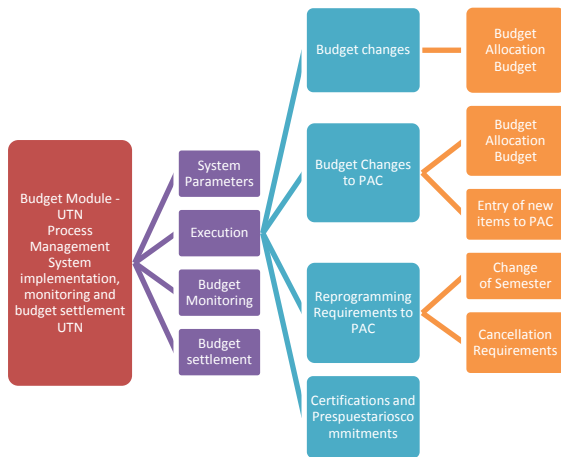 Budget Module -
UTN
Process
Management
System
implementation,
monitoring and
budget settlement
UTN
System
Parameters
Execution
Budget
Monitoring
Budget
settlement
Budget changes
Budget Changes
to PAC
Reprogramming
Requirements to
PAC
Certifications and
Prespuestariosco
mmitments
Budget
Allocation
Budget
Budget
Allocation
Budget
Entry of new
items to PAC
Change
of Semester
Cancellation
Requirements